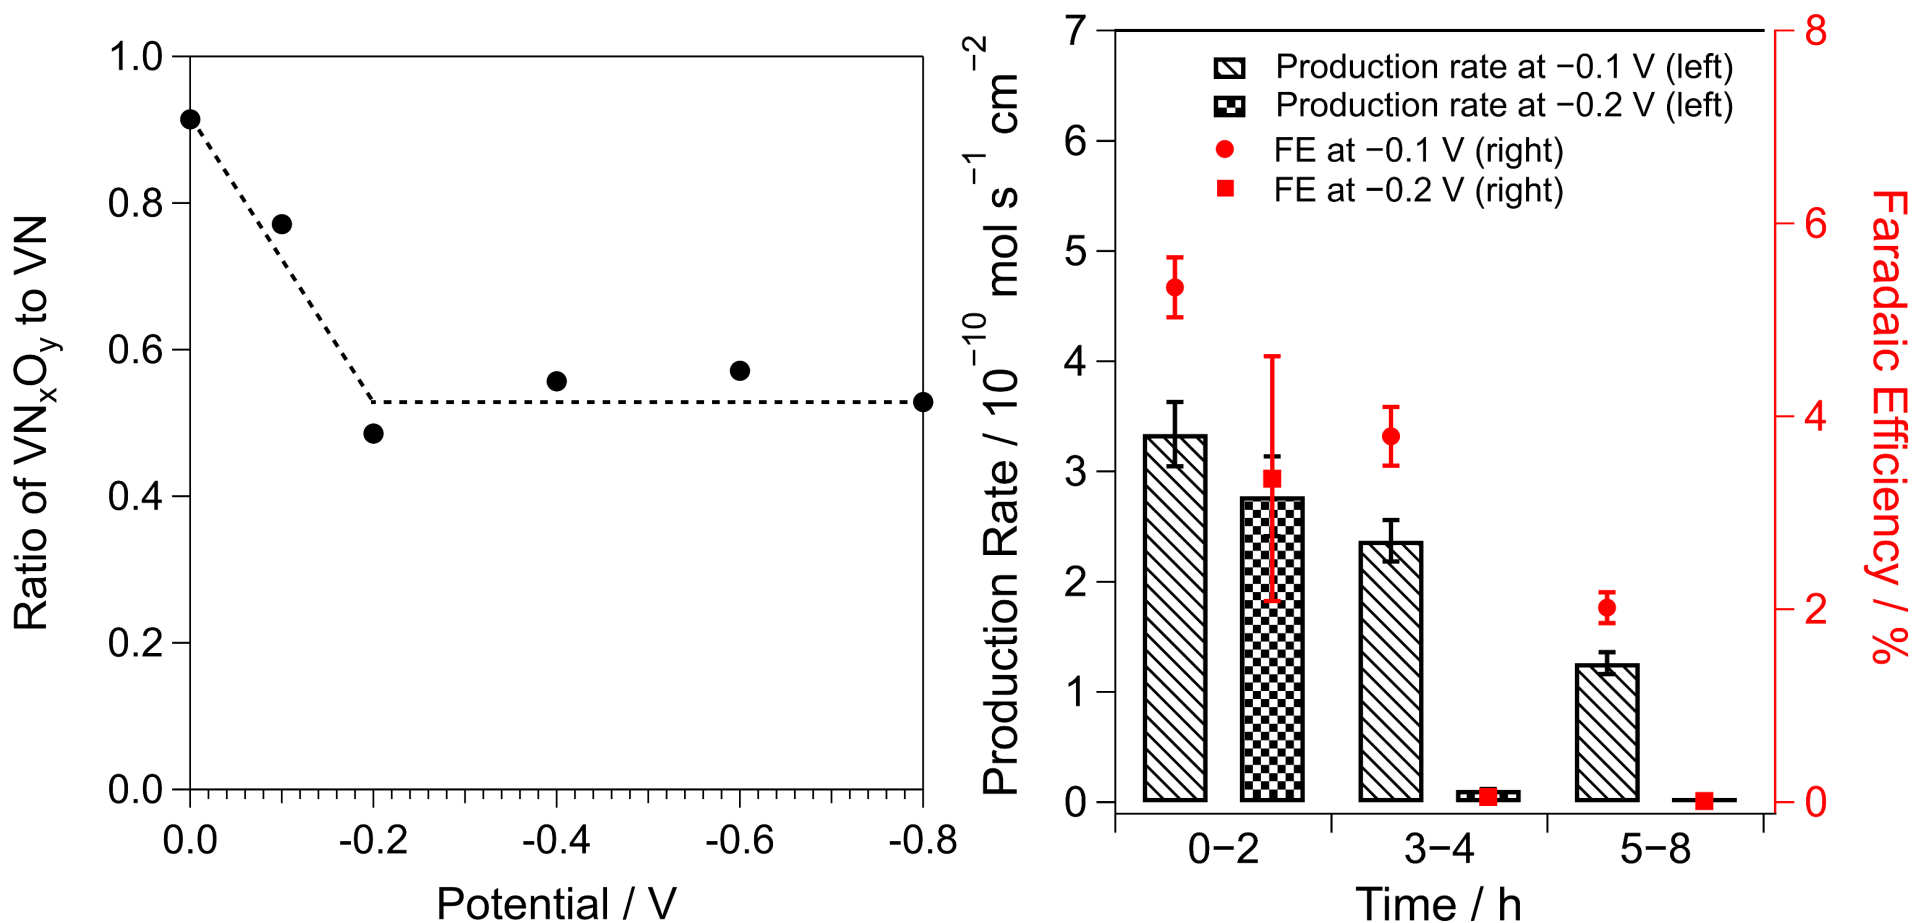 Ratio of VNxOy to VN
1.0
0.8
0.6
0.4
0.2
0.0
0.0 -0.2 -0.4 -0.6 -0.8
Potential / V
Production Rate / 10−10 mol s−1 cm−2
7
6
5
4
3
2
1
0
Production rate at −0.1 V (left)
Production rate at −0.2 V (left)
FE at −0.1 V (right)
FE at −0.2 V (right)
8
6
4
2
0
Faradaic Efficiency / %
0−2 3−4 5−8
Time / h